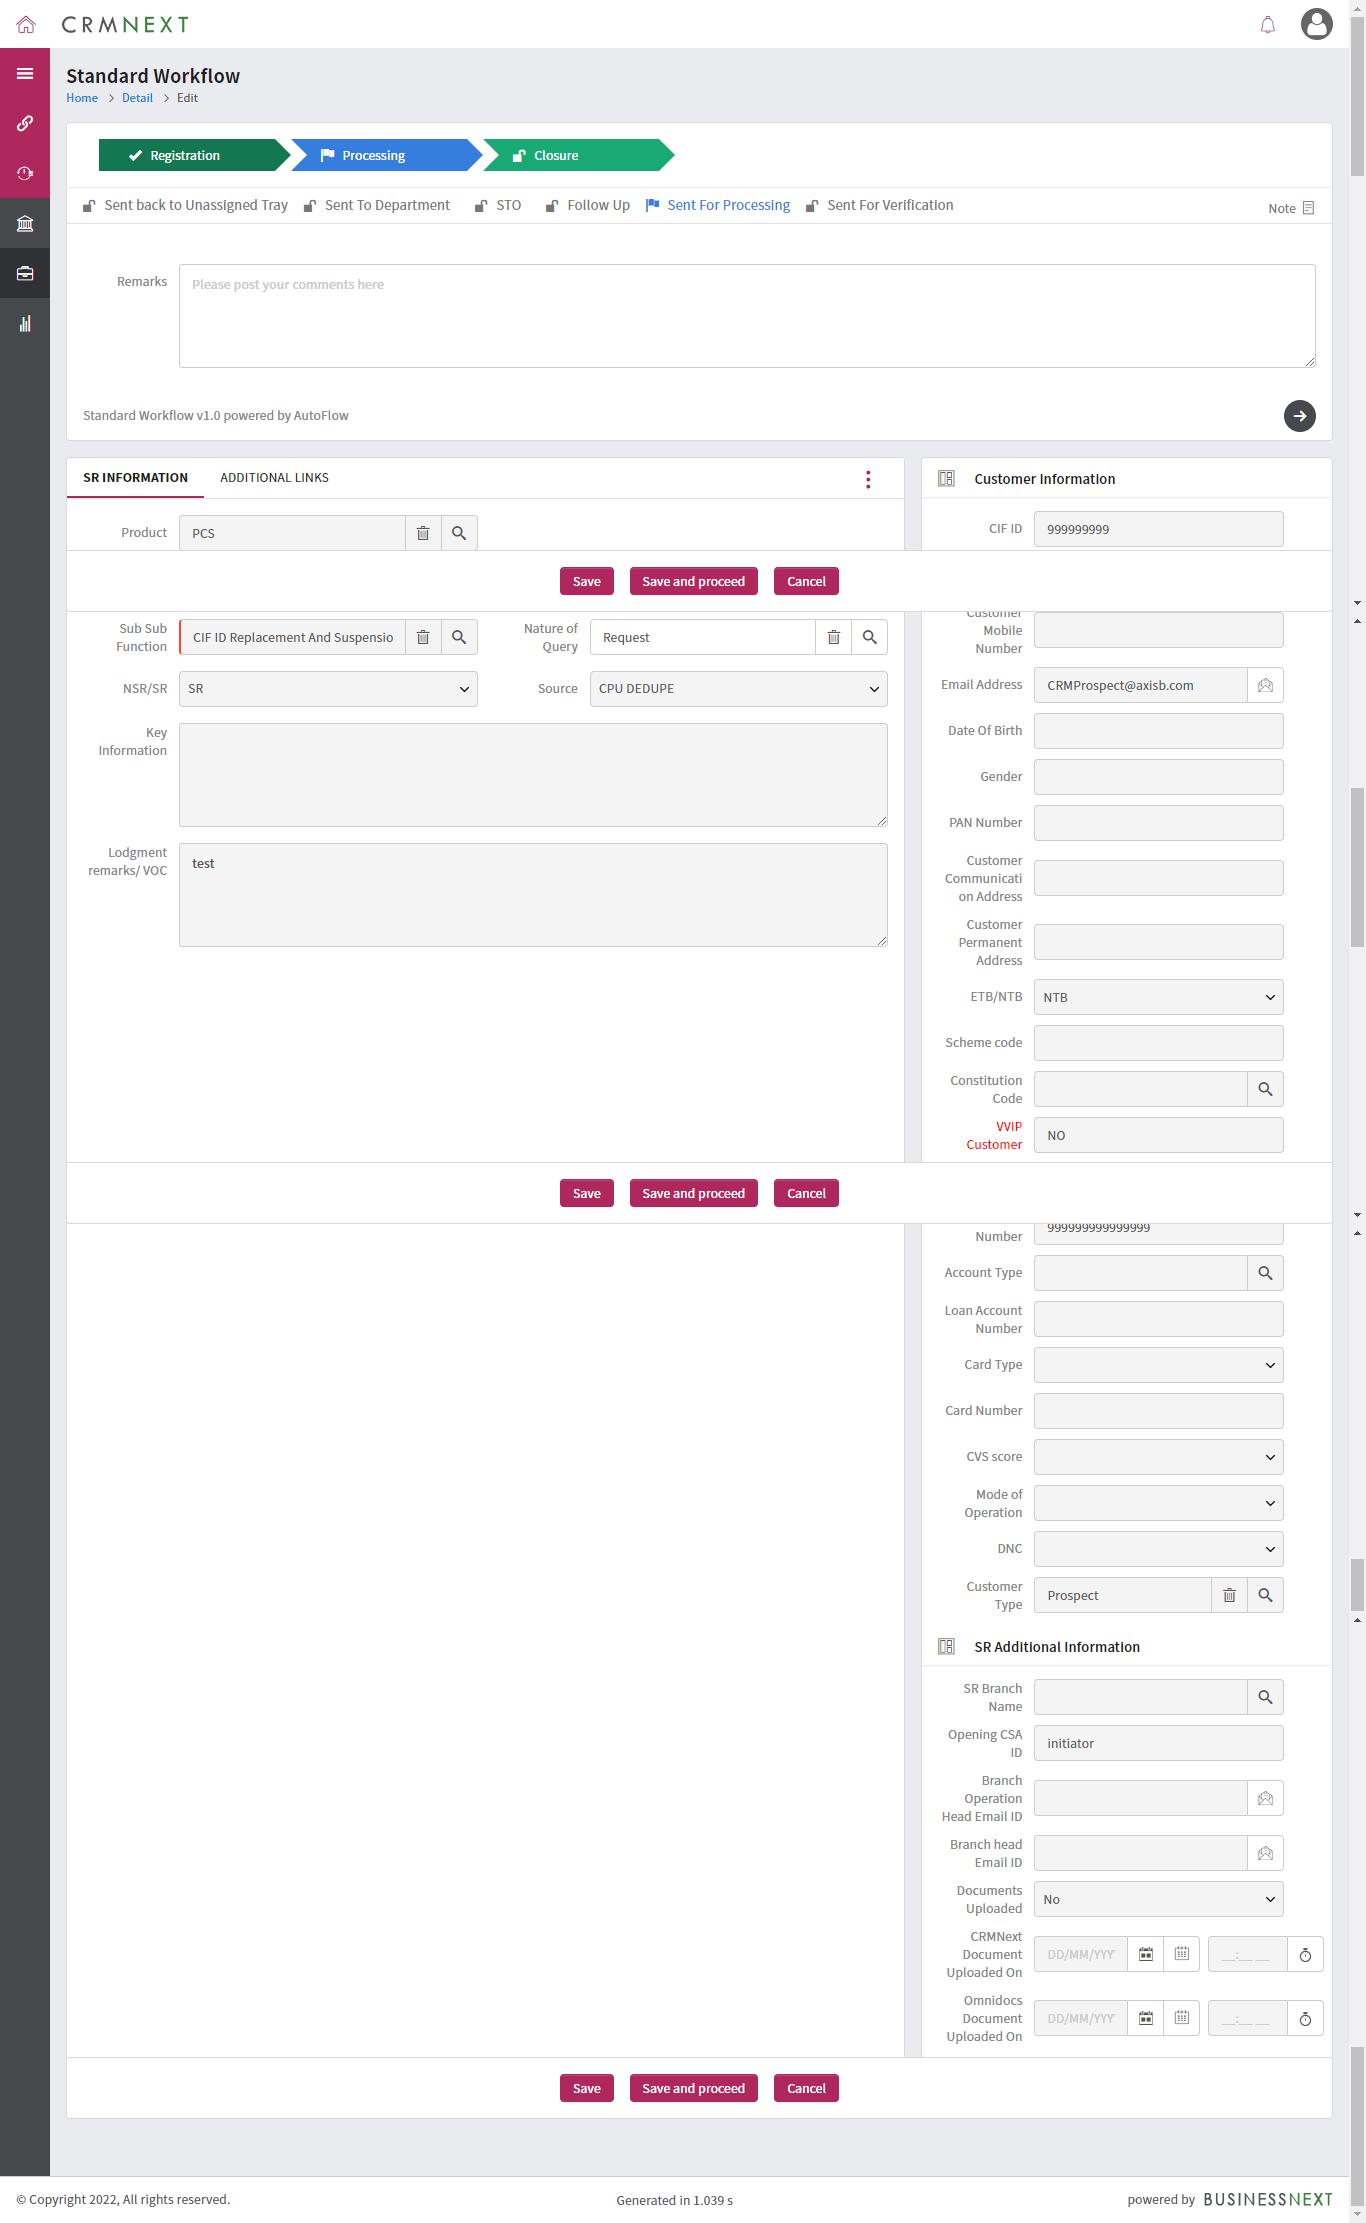 CRMNEXT
Standard Workflow
Home > Detail > Edit
Registration Processing Closure
Sent back to Unassigned Tray Sent To Department STO Follow Up Sent For Processing Sent For Verification Note
Remarks Please post your comments here
Standard Workflow v1.0 powered by AutoFlow
SR INFORMATION ADDITIONAL LINKS
Product PCS
Customer Information
CIF ID 999999999
Save Save and proceed Cancel
Sub Sub
Function
CIF ID Replacement And Suspensio
Nature of
Query
Request
NSR/SR SR Source CPU DEDUPE
Key
Information
Lodgment
remarks/ VOC
test
Customer
Mobile
Number
Email Address CRMProspect@axisb.com
Date Of Birth
Gender
PAN Number
Customer
Communicati
on Address
Customer
Permanent
Address
ETB/NTB NTB
Scheme code
Constitution
Code
VVIP
Customer
NO
Save Save and proceed Cancel
Number 999999999999999
Account Type
Loan Account
Number
Card Type
Card Number
CVS score
Mode of
Operation
DNC
Customer
Type
Prospect
SR Additional Information
SR Branch
Name
Opening CSA
ID
initiator
Branch
Operation
Head Email ID
Branch head
Email ID
Documents
Uploaded
No
CRMNext
Document
Uploaded On
DD/MM/YYY __:__ __
Omnidocs
Document
Uploaded On
DD/MM/YYY __:__ __
Save Save and proceed Cancel
© Copyright 2022, All rights reserved. Generated in 1.039 s powered by BUSINESSNEXT